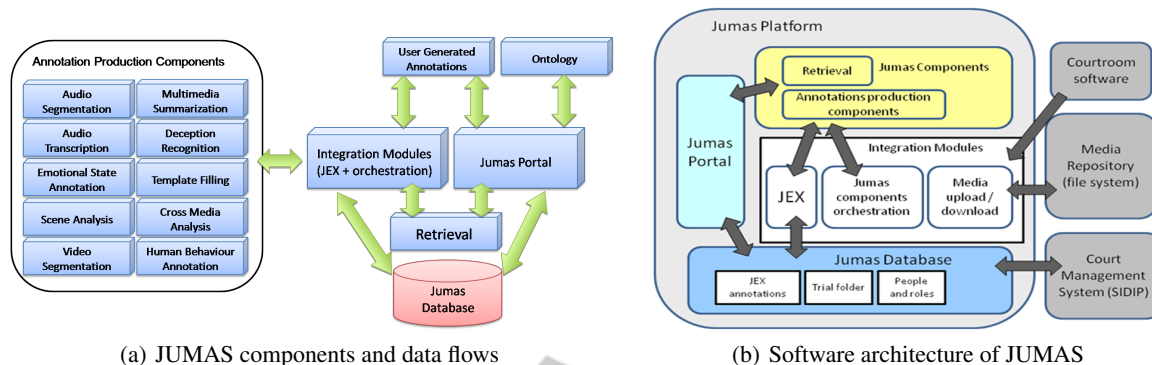 Annotation Production Components
Audio
Segmentation
Multimedia
Summarization
Audio
Transcription
Deception
Recognition
Emotional State
Annotation
Template Filling
Scene Analysis
Cross Media
Analysis
Video
Segmentation
Human Behaviour
Annotation
User Generated
Annotations
Ontology
Integration Modules
(JEX + orchestration)
Jumas Portal
Retrieval
Jumas
Database
(a) JUMAS components and data flows
Jumas Platform
Retrieval
Jumas Components
Annotations production
components
Jumas
Portal
Integration Modules
JEX
Jumas
components
orchestration
Media
upload /
download
Jumas Database
JEX
annotations
Trial folder
People
and roles
Courtroom
software
Media
Repository
(file system)
Court
Management
System (SIDIP)
(b) Software architecture of JUMAS